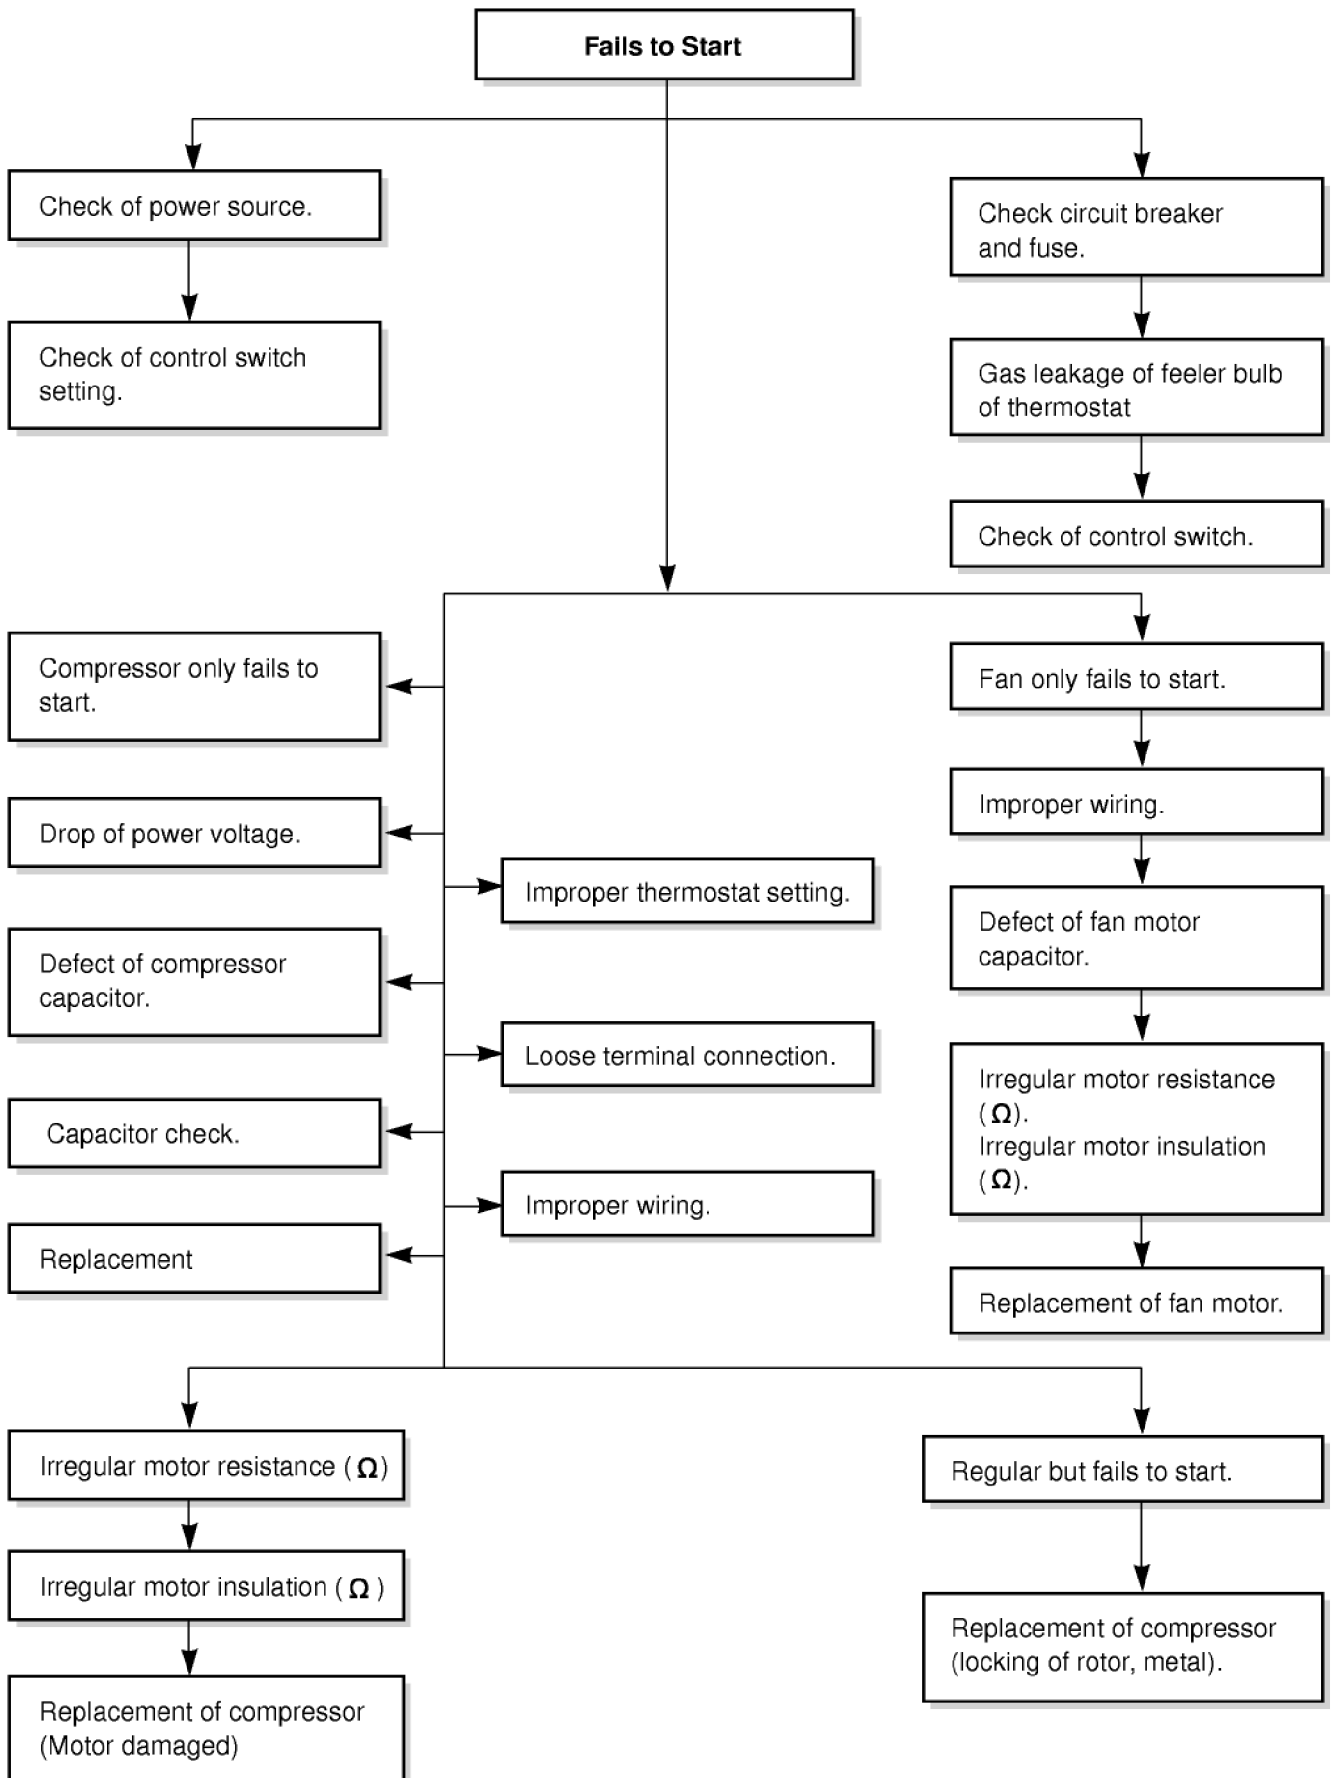 Fails to Start
Check of power source.
Check circuit breaker
and fuse.
Check of control switch
setting.
Gas leakage of feeler bulb
of thermostat
Check of control switch.
Compressor only fails to
start.
Fan only fails to start.
Drop of power voltage.
Improper wiring.
Improper thermostat setting.
Defect of fan motor
capacitor.
Defect of compressor
capacitor.
Loose terminal connection.
Irregular motor resistance
(Ω).
Irregular motor insulation
(Ω).
Capacitor check.
Improper wiring.
Replacement
Replacement of fan motor.
Irregular motor resistance (Ω)
Regular but fails to start.
Irregular motor insulation (Ω )
Replacement of compressor
(locking of rotor, metal).
Replacement of compressor
(Motor damaged)